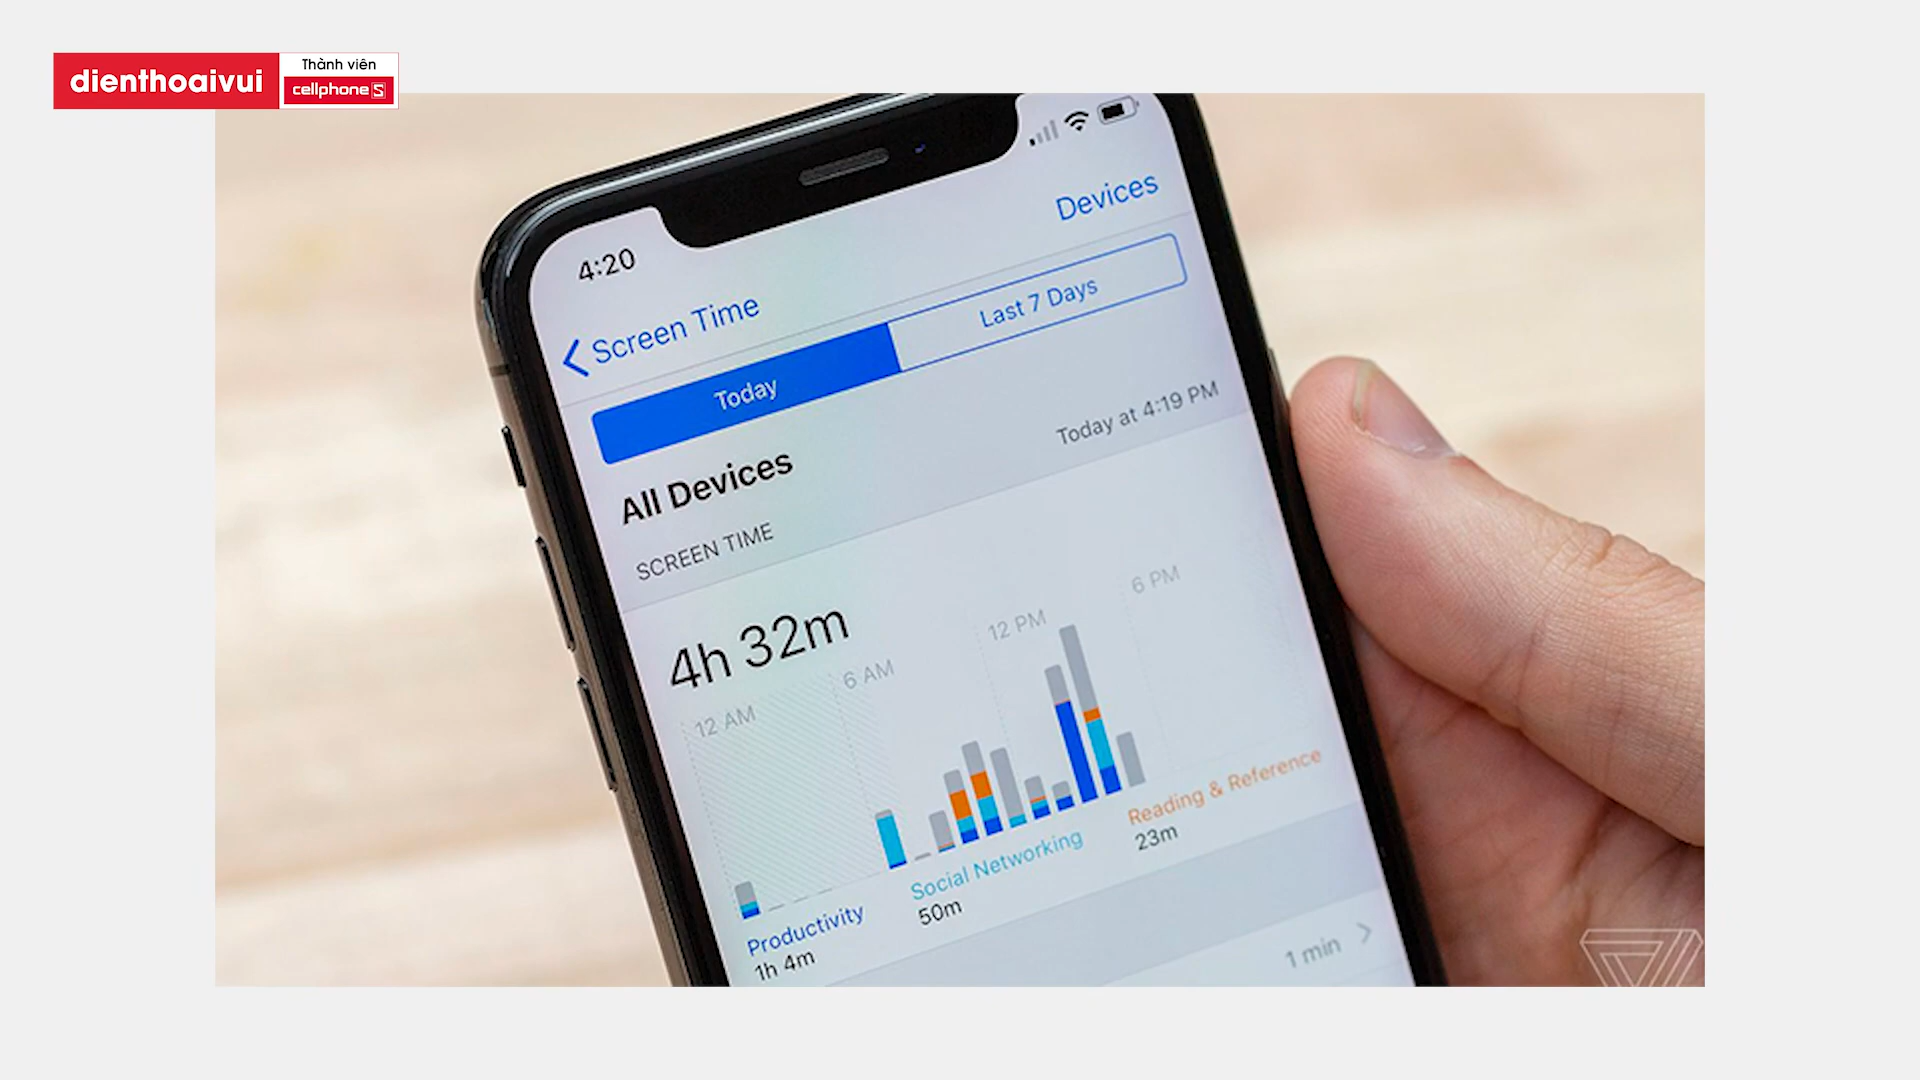 dienthoaivui
Thành viên
cellphoneS
4:20
Devices
Screen Time
Today
Last 7 Days
All Devices
Today at 4:19 PM
SCREEN TIME
4h 32m
12 AM
6 AM
12 PM
6 PM
Productivity
1h 4m
Social Networking
50m
Reading & Reference
23m
1 min